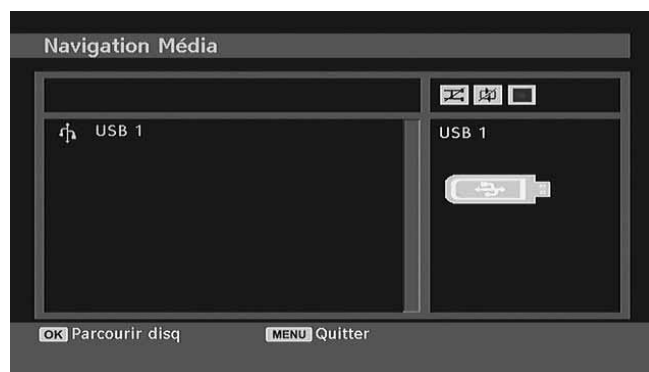 Navigation Média
USB 1
USB 1
OK Parcourir disq
MENU Quitter